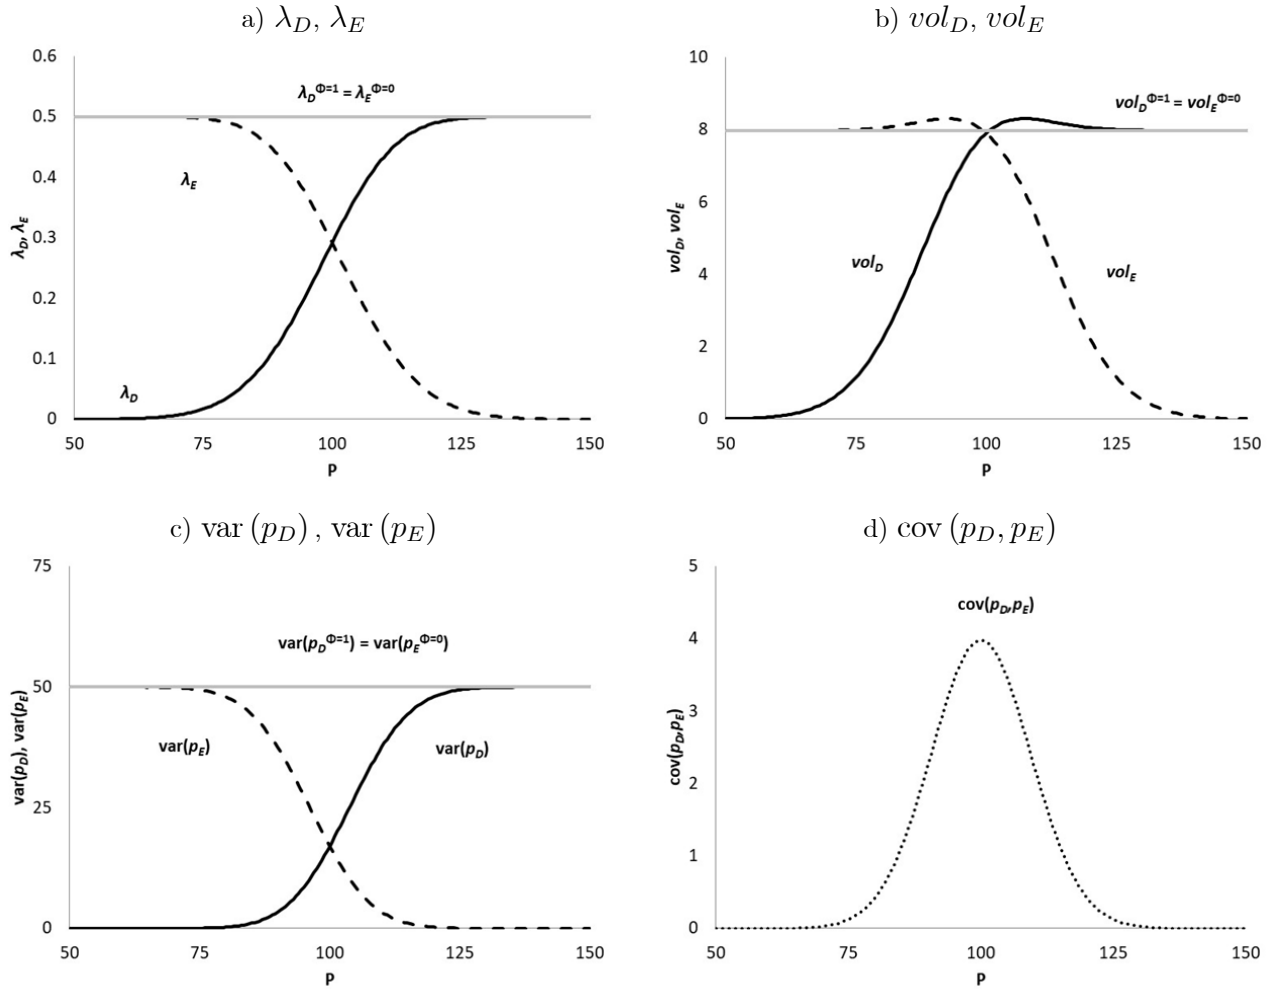 a) λ_D, λ_E
0.6
0.5
0.4
0.3
0.2
0.1
0
λ_D, λ_E
λ_D^Φ=1 = λ_E^Φ=0
λ_E
λ_D
50 75 100 125 150
P
b) vol_D, vol_E
10
8
6
4
2
0
vol_D, vol_E
vol_D^Φ=1 = vol_E^Φ=0
vol_D
vol_E
50 75 100 125 150
P
c) var (p_D), var (p_E)
75
50
25
0
var(p_D), var(p_E)
var(p_D^Φ=1) = var(p_E^Φ=0)
var(p_E)
var(p_D)
50 75 100 125 150
P
d) cov (p_D, p_E)
5
4
3
2
1
0
cov(p_D,p_E)
cov(p_D,p_E)
50 75 100 125 150
P